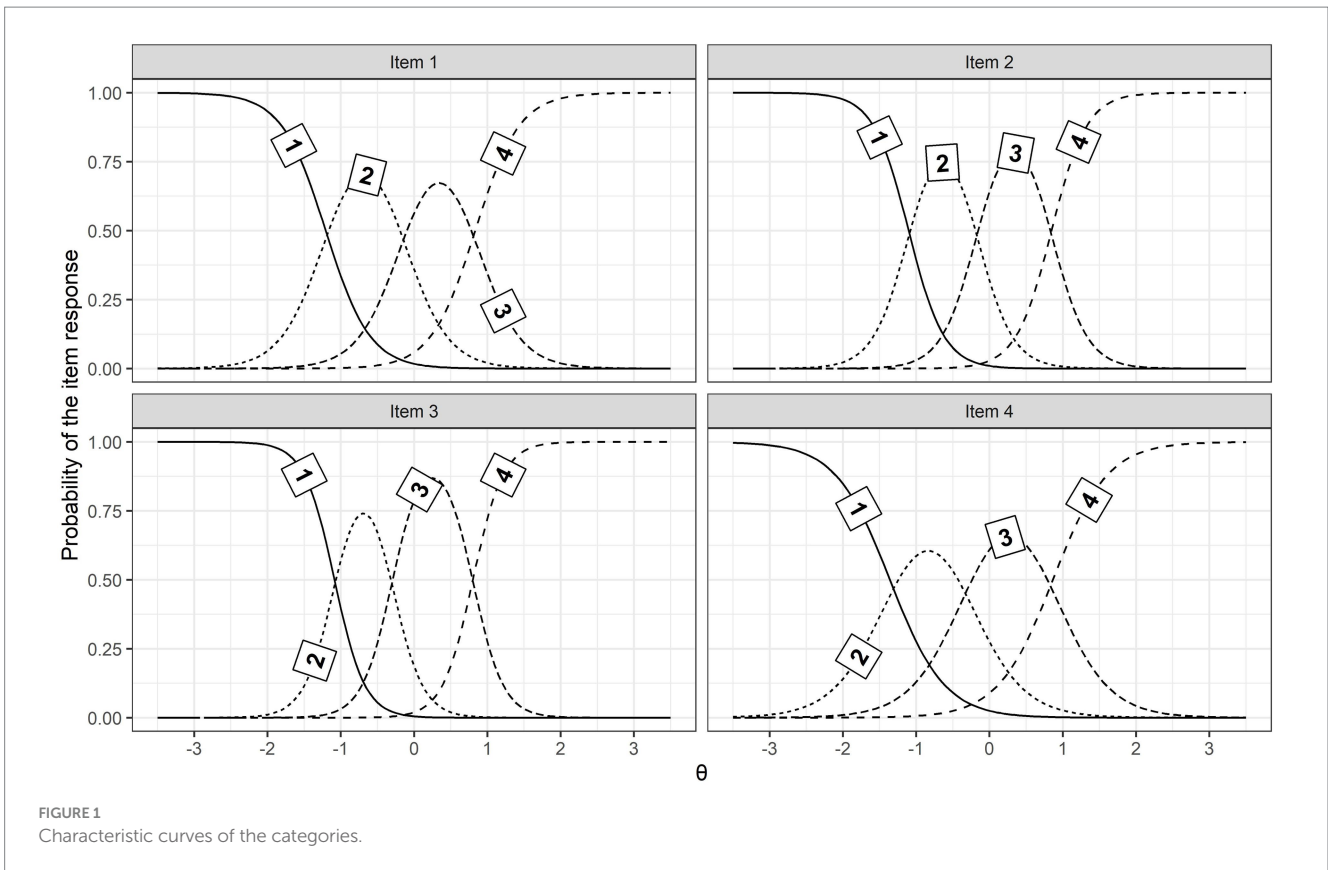 Item 1
Item 2
1.00
0.75
0.50
0.25
0.00
1
2
3
4
1
2
3
4
Item 3
Item 4
1.00
0.75
0.50
0.25
0.00
1
2
3
4
1
2
3
4
-3 -2 -1 0 1 2 3
-3 -2 -1 0 1 2 3
Probability of the item response
θ
FIGURE 1
Characteristic curves of the categories.